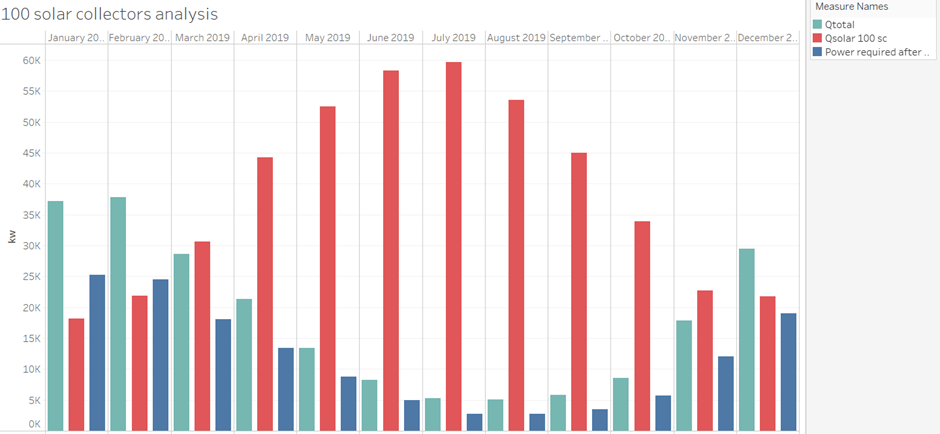 100 solar collectors analysis
Measure Names
January 20.. February 20.. March 2019 April 2019 May 2019 June 2019 July 2019 August 2019 September .. October 20.. November 2.. December 2..
Qtotal
Qsolar 100 sc
Power required after ..
60K
55K
50K
45K
40K
35K
30K
25K
20K
15K
10K
5K
0K
kw